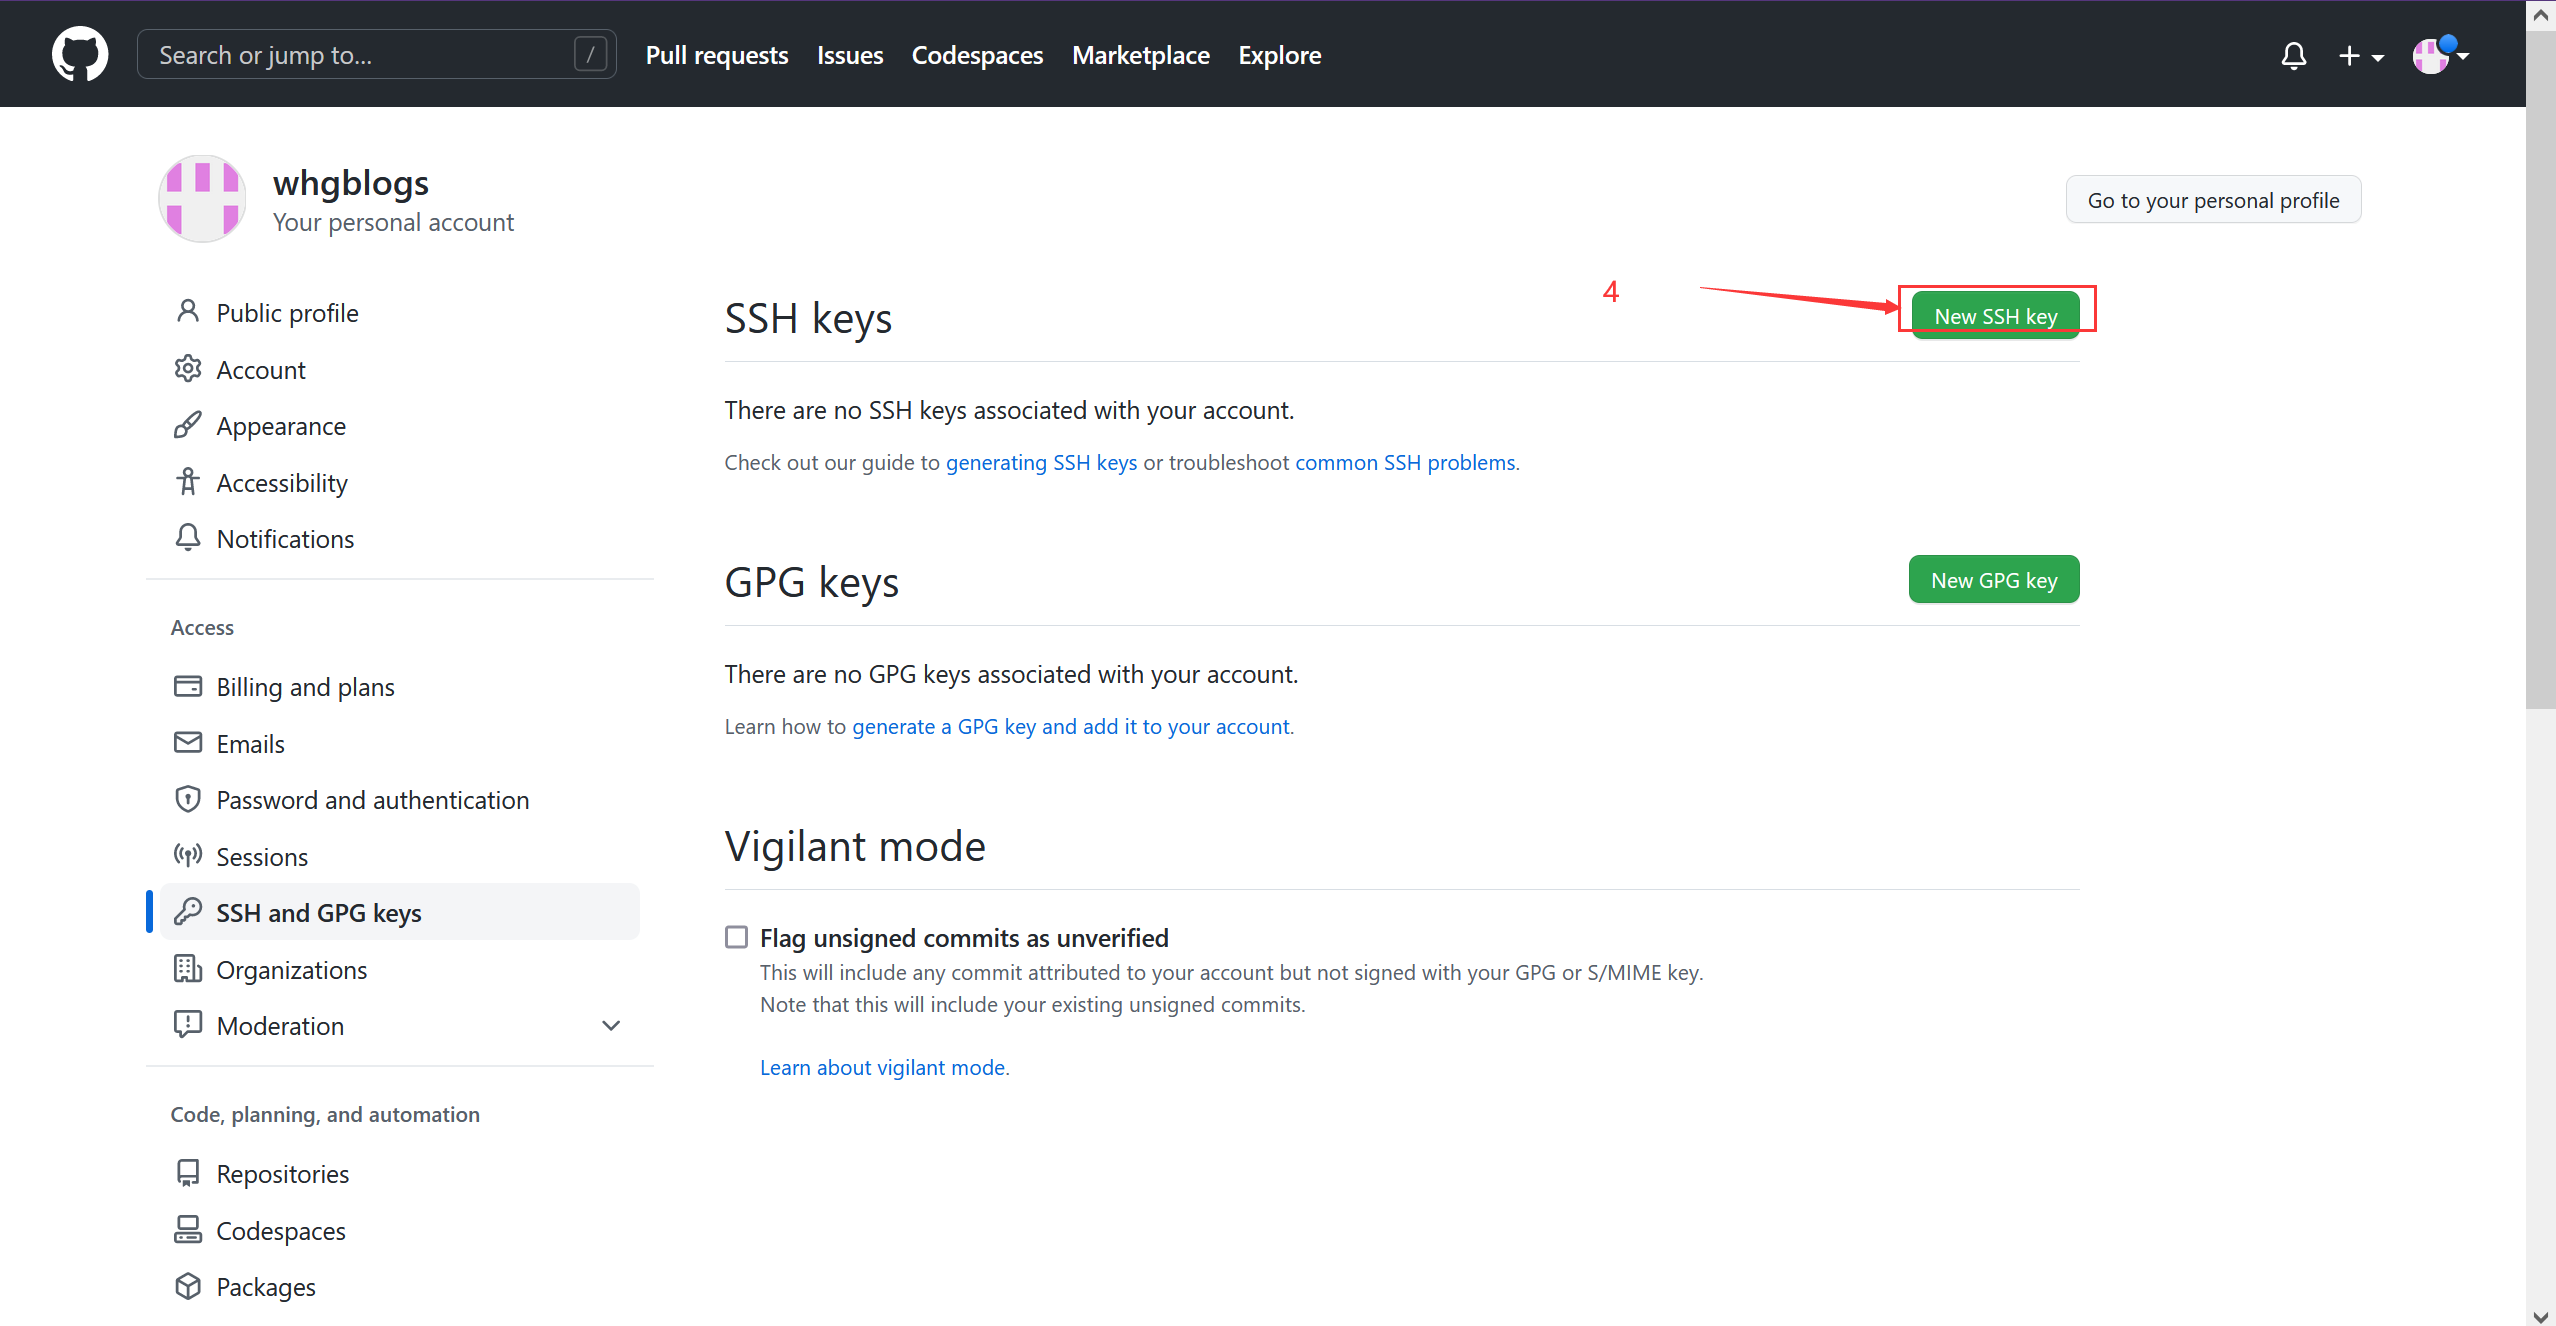 Search or jump to...
/
Pull requests
Issues
Codespaces
Marketplace
Explore
whgblogs
Your personal account
Go to your personal profile
Public profile
Account
Appearance
Accessibility
Notifications
Access
Billing and plans
Emails
Password and authentication
Sessions
SSH and GPG keys
Organizations
Moderation
Code, planning, and automation
Repositories
Codespaces
Packages
SSH keys
4
New SSH key
There are no SSH keys associated with your account.
Check out our guide to generating SSH keys or troubleshoot common SSH problems.
GPG keys
New GPG key
There are no GPG keys associated with your account.
Learn how to generate a GPG key and add it to your account.
Vigilant mode
Flag unsigned commits as unverified
This will include any commit attributed to your account but not signed with your GPG or S/MIME key.
Note that this will include your existing unsigned commits.
Learn about vigilant mode.